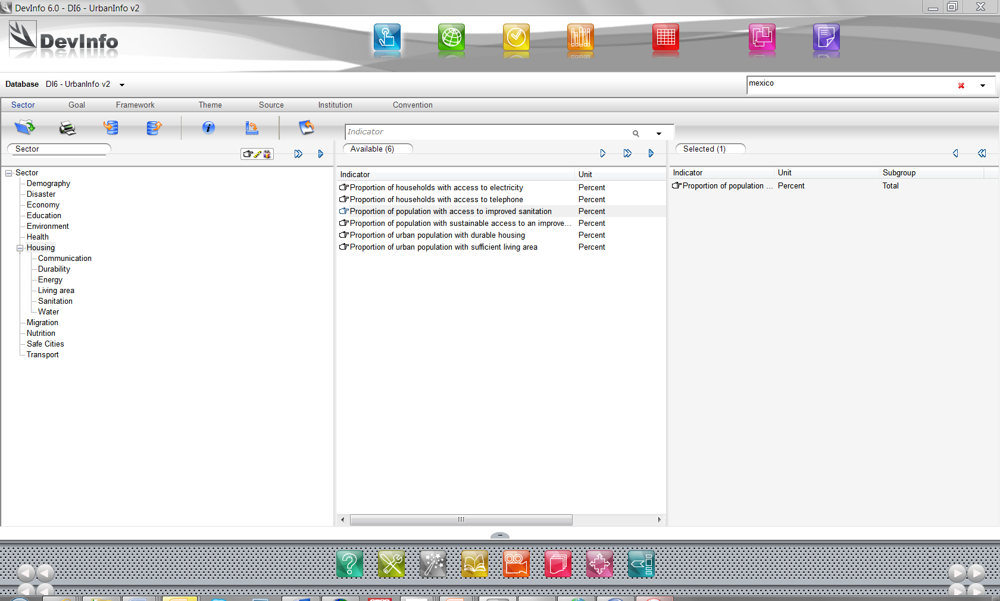 DevInfo 6.0 - DI6 - UrbanInfo v2
DevInfo
Database DI6 - UrbanInfo v2
mexico
Sector Goal Framework Theme Source Institution Convention
Indicator
Sector
Available (6)
Selected (1)
Indicator Unit
Indicator Unit Subgroup
Sector
Demography
Disaster
Economy
Education
Environment
Health
Housing
Communication
Durability
Energy
Living area
Sanitation
Water
Migration
Nutrition
Safe Cities
Transport
Proportion of households with access to electricity Percent
Proportion of households with access to telephone Percent
Proportion of population with access to improved sanitation Percent
Proportion of population with sustainable access to an improve... Percent
Proportion of urban population with durable housing Percent
Proportion of urban population with sufficient living area Percent
Proportion of population ... Percent Total